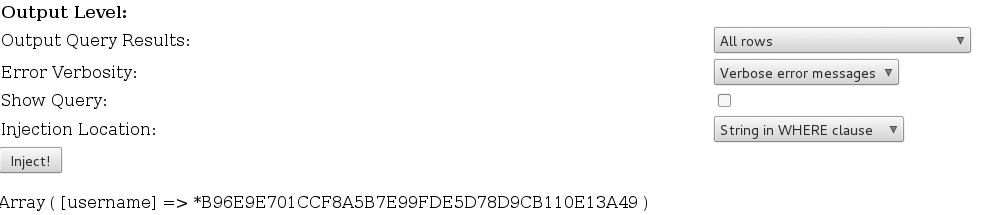 Output Level:
Output Query Results: All rows
Error Verbosity: Verbose error messages
Show Query:
Injection Location: String in WHERE clause
Inject!
Array ( [username] => *B96E9E701CCF8A5B7E99FDE5D78D9CB110E13A49 )